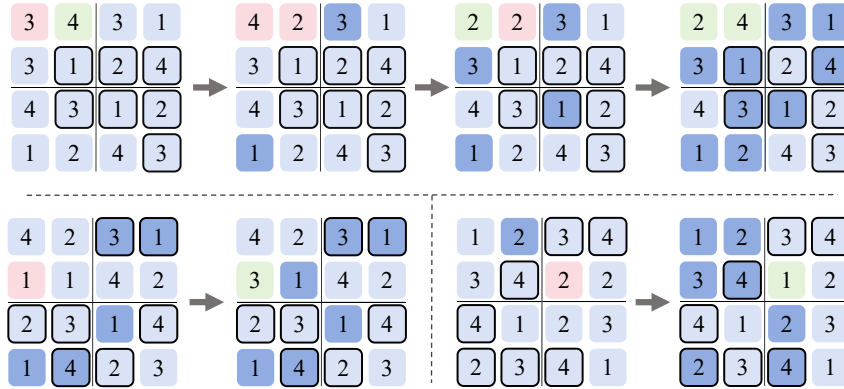 3 4 3 1 4 2 3 1 2 2 3 1 2 4 3 1
3 1 2 4 3 1 2 4 3 1 2 4 3 1 2 4
4 3 1 2 4 3 1 2 4 3 1 2 4 3 1 2
1 2 4 3 1 2 4 3 1 2 4 3 1 2 4 3
4 2 3 1 4 2 3 1 1 2 3 4 1 2 3 4
1 1 4 2 3 1 4 2 3 4 2 2 3 4 1 2
2 3 1 4 2 3 1 4 4 1 2 3 4 1 2 3
1 4 2 3 1 4 2 3 2 3 4 1 2 3 4 1